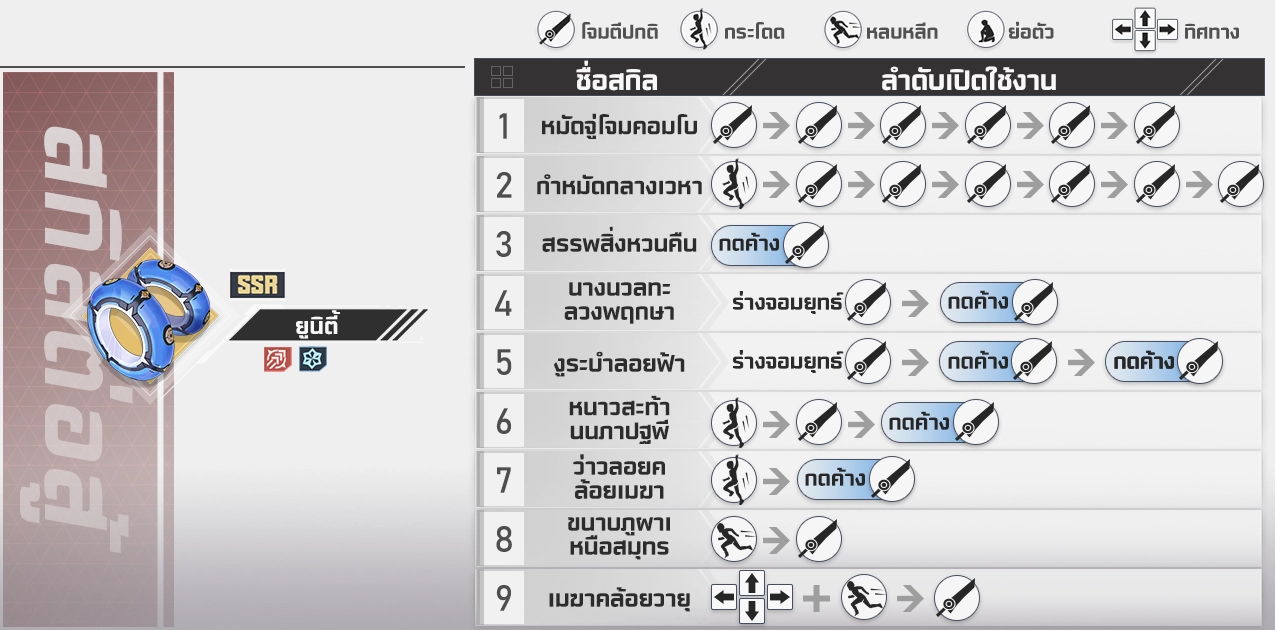 โจมตีปกติ
กระโดด
หลบหลีก
ย่อตัว
ทิศทาง
ชื่อสกิล
ลำดับเปิดใช้งาน
สกิลต่อสู้
SSR
ยูนิตี้
1
หมัดจู่โจมคอมโบ
2
กำหมัดกลางเวหา
3
สรรพสิ่งหวนคืน
กดค้าง
4
นางนวลทะ
ลวงพฤกษา
ร่างจอมยุทธ์
กดค้าง
5
งูระบำลอยฟ้า
ร่างจอมยุทธ์
กดค้าง
กดค้าง
6
หนาวสะท้า
นนภาปฐพี
กดค้าง
7
ว่าวลอยค
ล้อยเมฆา
กดค้าง
8
ขนาบภูผาเ
หนือสมุทร
9
เมฆาคล้อยวายุ